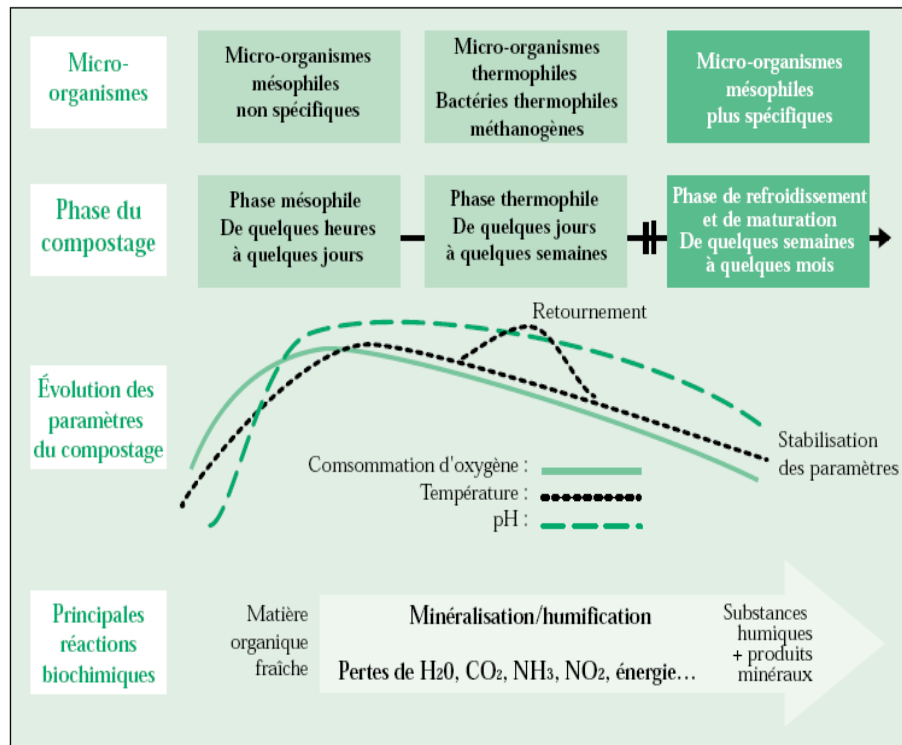 Micro-
organismes
Micro-organismes
mésophiles
non spécifiques
Micro-organismes
thermophiles
Bactéries thermophiles
méthanogènes
Micro-organismes
mésophiles
plus spécifiques
Phase du
compostage
Phase mésophile
De quelques heures
à quelques jours
Phase thermophile
De quelques jours
à quelques semaines
Phase de refroidissement
et de maturation
De quelques semaines
à quelques mois
Évolution des
paramètres
du compostage
Retournement
Comsommation d'oxygène :
Température :
pH :
Stabilisation
des paramètres
Principales
réactions
biochimiques
Matière
organique
fraîche
Minéralisation/humification
Pertes de H20, CO₂, NH₃, NO₂, énergie…
Substances
humiques
+ produits
minéraux